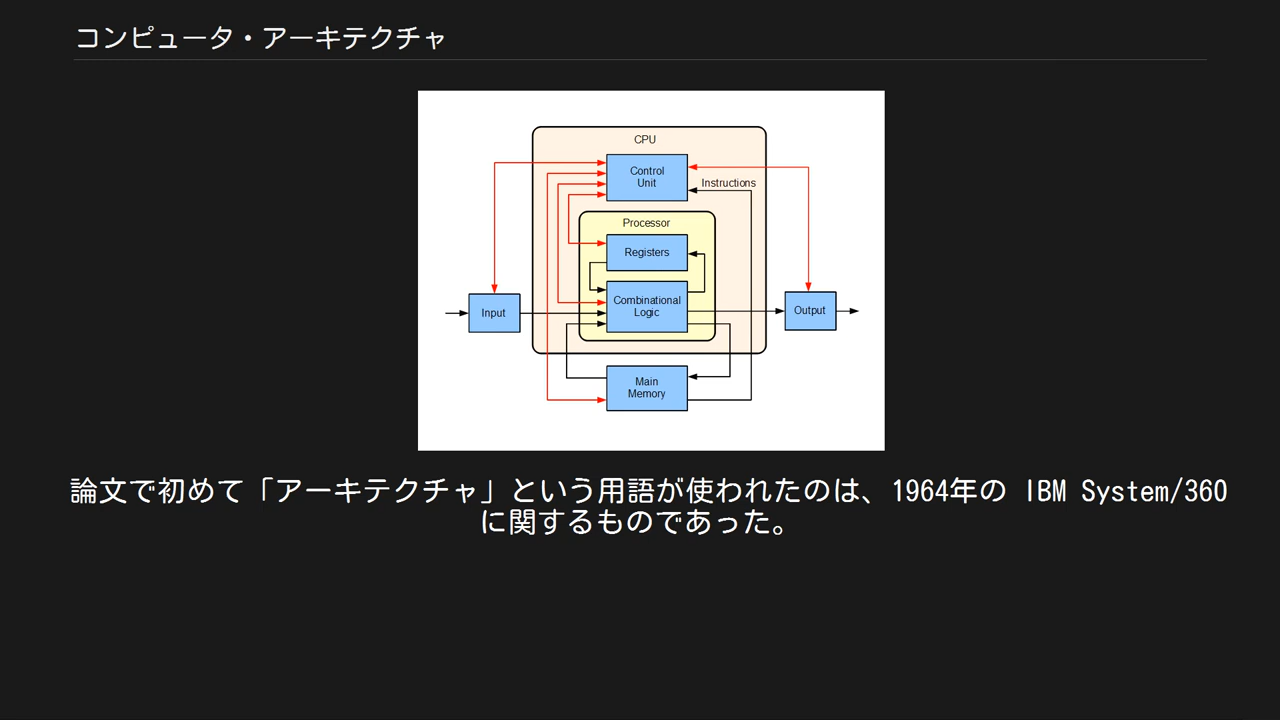 コンピュータ・アーキテクチャ
CPU
Control
Unit
Instructions
Processor
Registers
Combinational
Logic
Input
Output
Main
Memory
論文で初めて「アーキテクチャ」という用語が使われたのは、1964年の IBM System/360
に関するものであった。